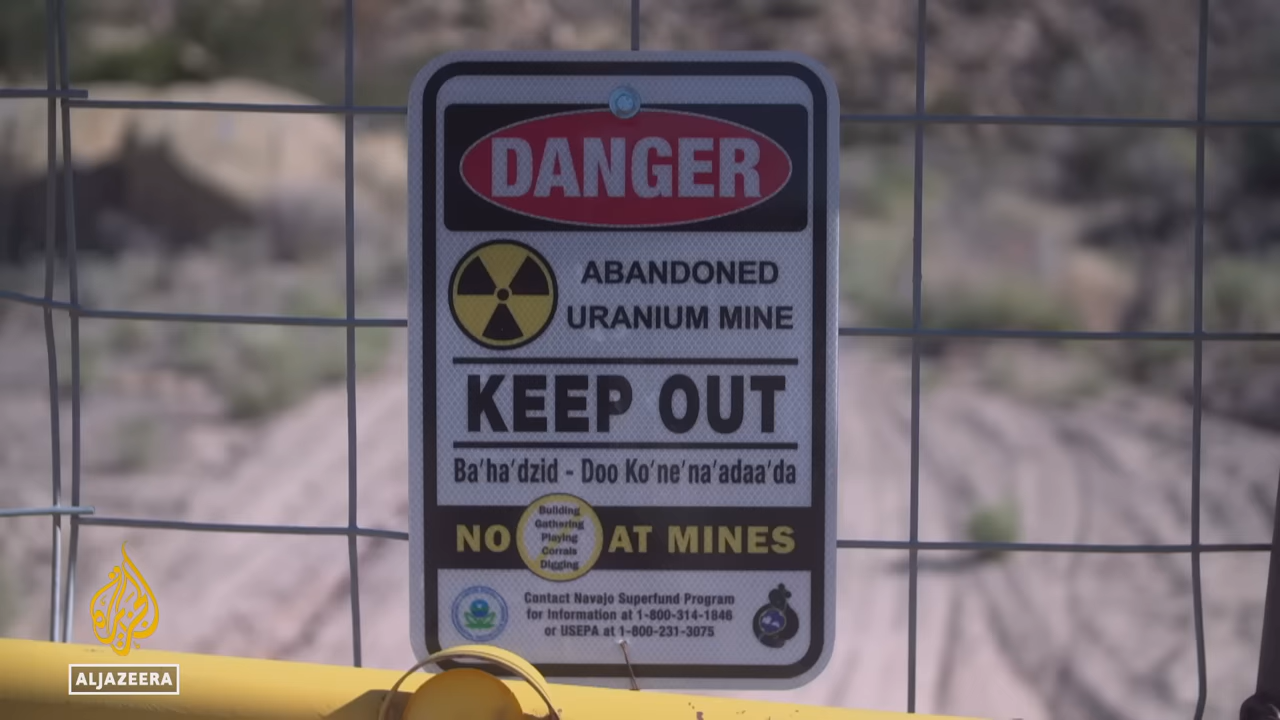 DANGER
ABANDONED
URANIUM MINE
KEEP OUT
Ba'ha'dzid - Doo Ko'ne'na'adaa'da
NO
Building
Gathering
Playing
Corrals
Digging
AT MINES
Contact Navajo Superfund Program
for Information at 1-800-314-1846
or USEPA at 1-800-231-3075
ALJAZEERA